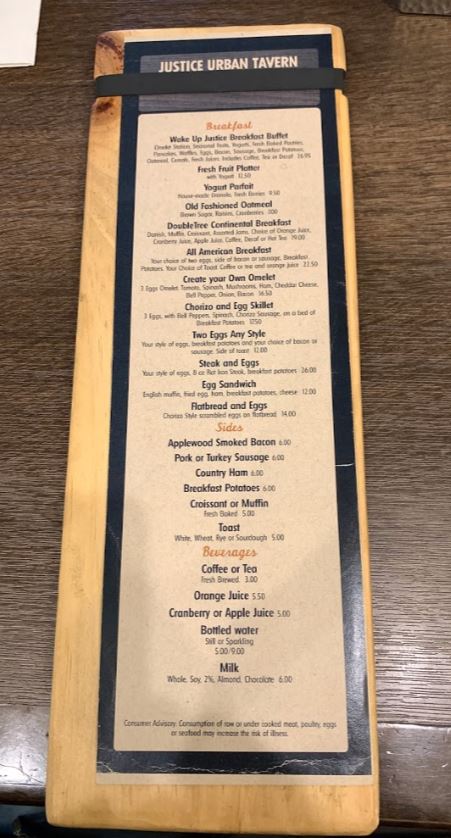 JUSTICE URBAN TAVERN
Breakfast
Wake Up Justice Breakfast Buffet
Omelet Station, Seasonal Fruits, Yogurts, Fresh Baked Pastries,
Pancakes, Waffles, Eggs, Bacon, Sausage, Breakfast Potatoes,
Oatmeal, Cereals, Fresh Juices. Includes Coffee, Tea or Decaf 26.95
Fresh Fruit Platter
with Yogurt 12.50
Yogurt Parfait
House-made Granola, Fresh Berries 9.50
Old Fashioned Oatmeal
Brown Sugar, Raisins, Cranberries
DoubleTree Continental Breakfast
Danish, Muffin, Croissant, Assorted Jams, Choice of Orange Juice,
Cranberry Juice, Apple Juice, Coffee, Decaf or Hot Tea 19.00
All American Breakfast
Your choice of two eggs, side of bacon or sausage, Breakfast
Potatoes. Your Choice of Toast. Coffee or tea and orange juice 22.50
Create your Own Omelet
3 Eggs Omelet, Tomato, Spinach, Mushrooms, Ham, Cheddar Cheese,
Bell Pepper, Onion, Bacon 16.50
Chorizo and Egg Skillet
3 Eggs, with Bell Peppers, Spinach, Chorizo Sausage, on a bed of
Breakfast Potatoes 17.50
Two Eggs Any Style
Your style of eggs, breakfast potatoes and your choice of bacon or
sausage. Side of toast 12.00
Steak and Eggs
Your style of eggs, 8 oz Flat Iron Steak, breakfast potatoes 26.00
Egg Sandwich
English muffin, fried egg, ham, breakfast potatoes, cheese 12.00
Flatbread and Eggs
Chorizo Style scrambled eggs on flatbread 14.00
Sides
Applewood Smoked Bacon 6.00
Pork or Turkey Sausage 6.00
Country Ham 6.00
Breakfast Potatoes 6.00
Croissant or Muffin
Fresh Baked 5.00
Toast
White, Wheat, Rye or Sourdough 5.00
Beverages
Coffee or Tea
Fresh Brewed 3.00
Orange Juice 5.50
Cranberry or Apple Juice 5.00
Bottled water
Still or Sparkling
5.00/9.00
Milk
Whole, Soy, 2%, Almond, Chocolate 6.00
Consumer Advisory: Consumption of raw or under cooked meat, poultry, eggs
or seafood may increase the risk of illness.